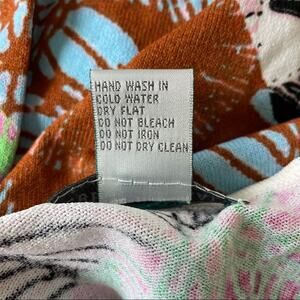 HAND WASH IN
COLD WATER
DRY FLAT
DO NOT BLEACH
DO NOT IRON
DO NOT DRY CLEAN